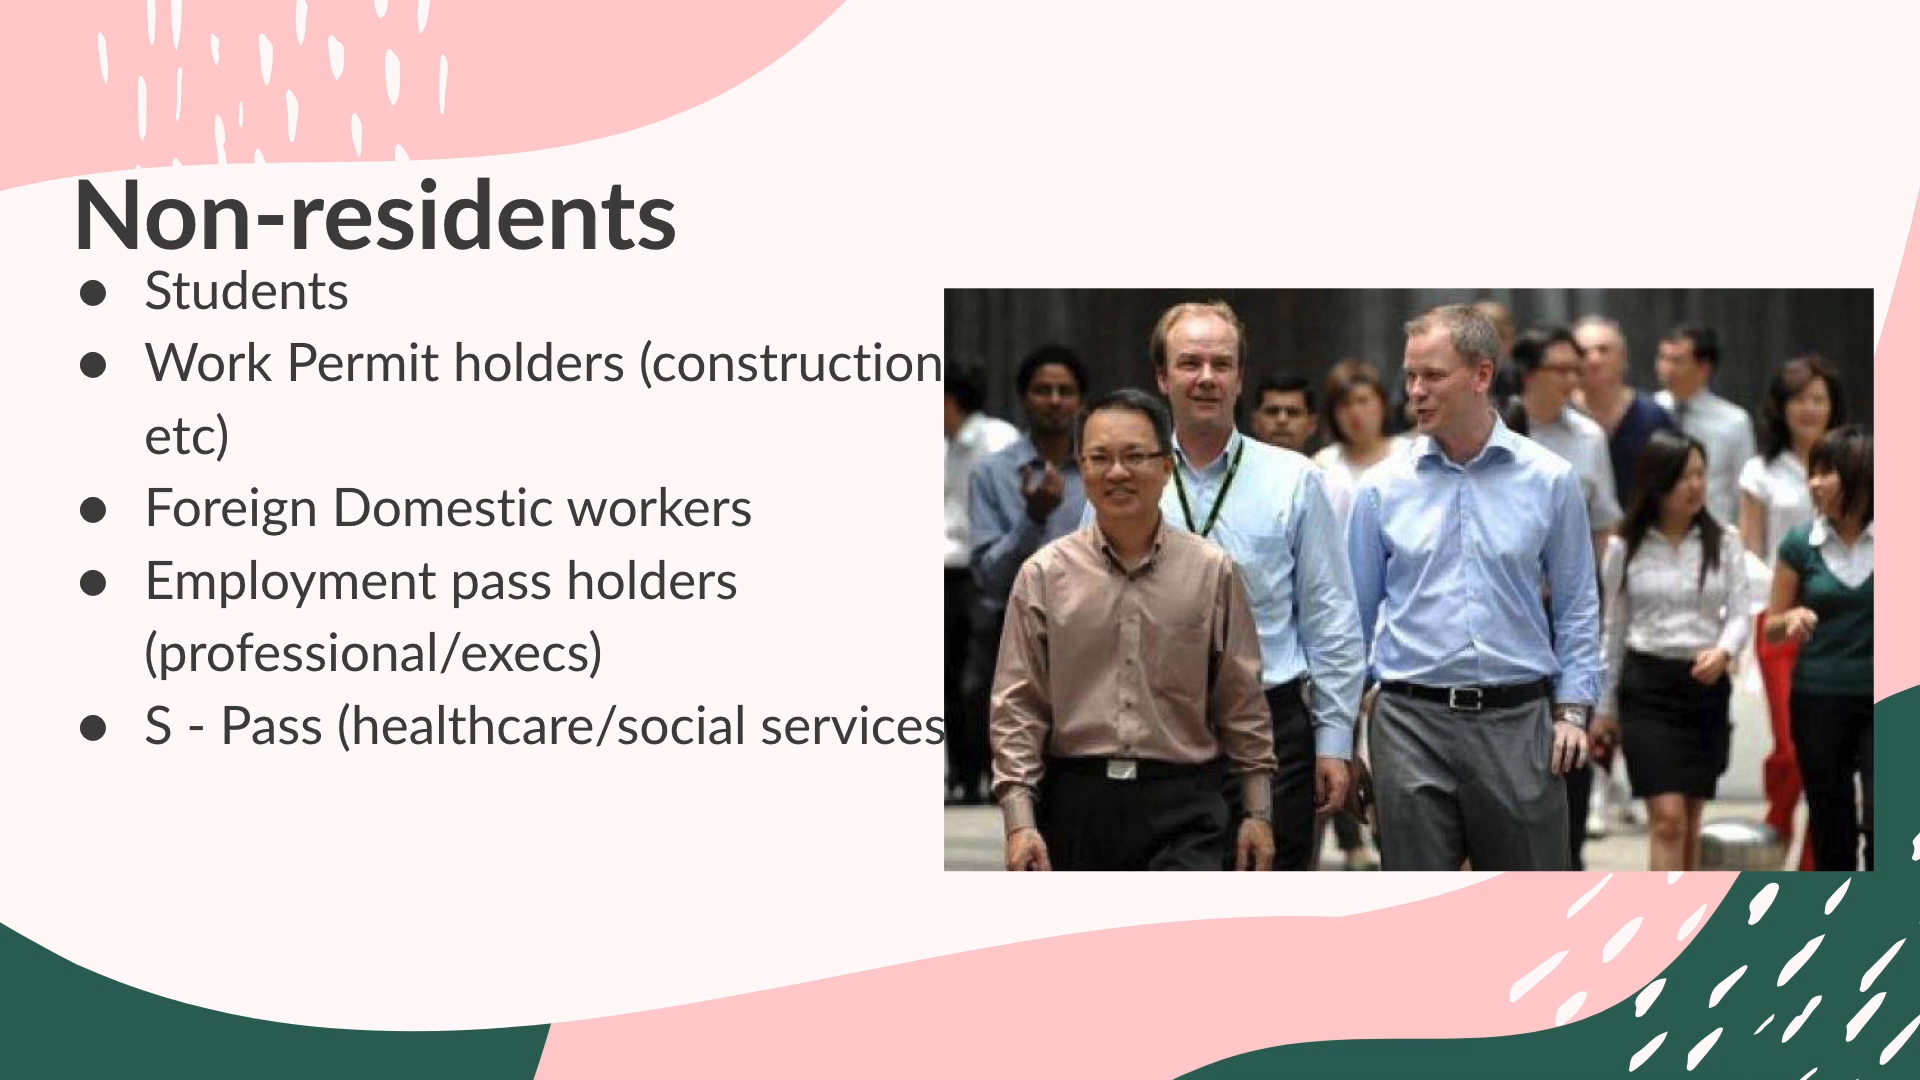 Non-residents
● Students
● Work Permit holders (construction
etc)
● Foreign Domestic workers
● Employment pass holders
(professional/execs)
● S - Pass (healthcare/social services